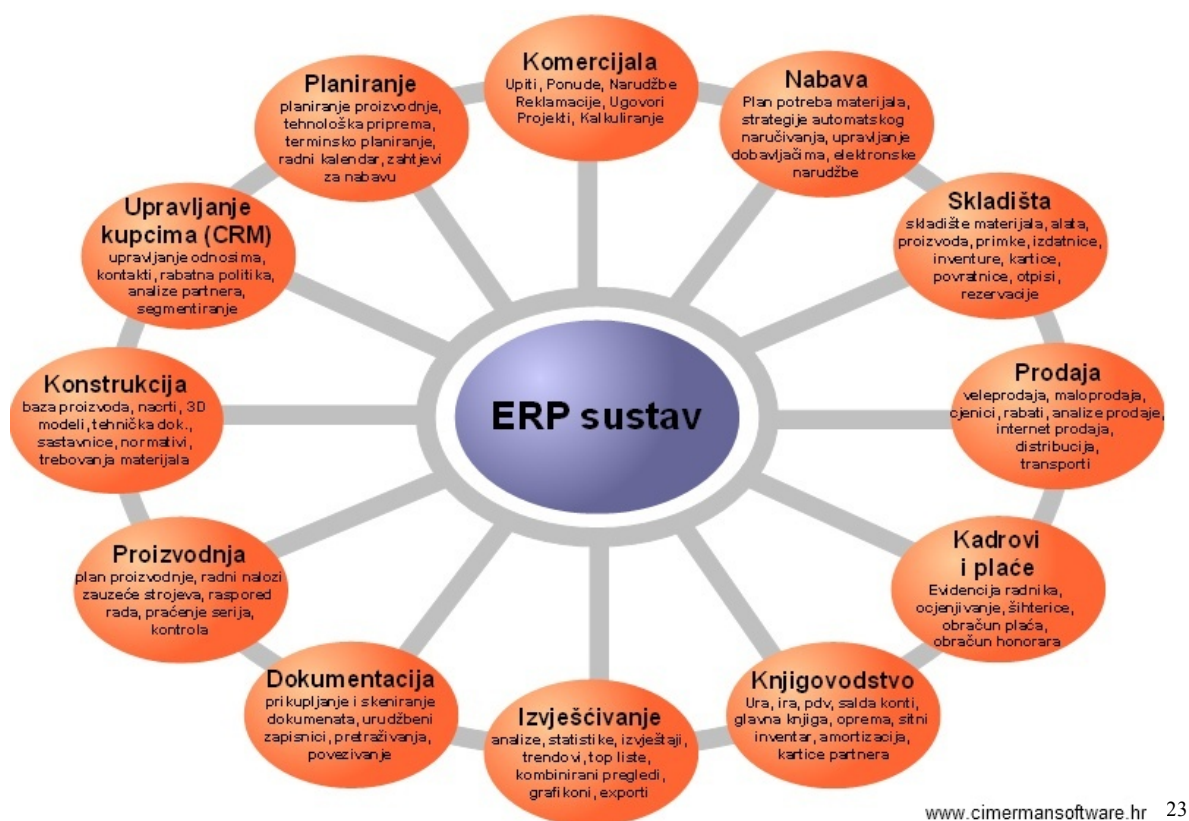 Komercijala
Upiti, Ponude, Narudžbe
Reklamacije, Ugovori
Projekti, Kalkuliranje
Nabava
Plan potreba materijala,
strategije automatskog
naručivanja, upravljanje
dobavljačima, elektronske
narudžbe
Skladišta
skladište materijala, alata,
proizvoda, primke, izdatnice,
inventure, kartice,
povratnice, otpisi,
rezervacije
Prodaja
veleprodaja, maloprodaja,
cjenici, rabati, analize prodaje,
internet prodaja,
distribucija,
transporti
Kadrovi
i plaće
Evidencija radnika,
ocjenjivanje, šihterice,
obračun plaća,
obračun honorara
Knjigovodstvo
Ura, ira, pdv, salda konti,
glavna knjiga, oprema, sitni
inventar, amortizacija,
kartice partnera
Izvješćivanje
analize, statistike, izvještaji,
trendovi, top liste,
kombinirani pregledi,
grafikoni, exporti
Dokumentacija
prikupljanje i skeniranje
dokumenata, urudžbeni
zapisnici, pretraživanja,
povezivanje
Proizvodnja
plan proizvodnje, radni nalozi
zauzeće strojeva, raspored
rada, praćenje serija,
kontrola
Konstrukcija
baza proizvoda, nacrti, 3D
modeli, tehnička dok.,
sastavnice, normativi,
trebovanja materijala
Upravljanje
kupcima (CRM)
upravljanje odnosima,
kontakti, rabatna politika,
analize partnera,
segmentiranje
Planiranje
planiranje proizvodnje,
tehnološka priprema,
terminsko planiranje,
radni kalendar, zahtjevi
za nabavu
ERP sustav
www.cimermansoftware.hr 23